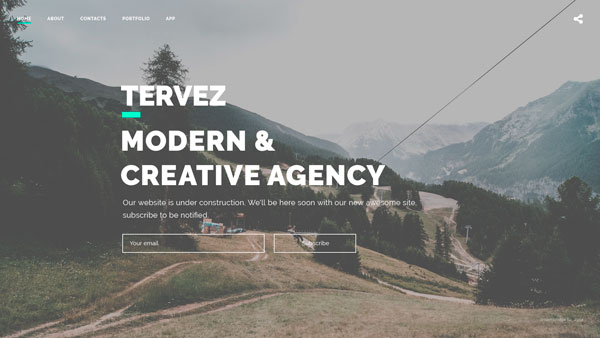 HOME
ABOUT
CONTACTS
PORTFOLIO
APP
TERVEZ
MODERN &
CREATIVE AGENCY
Our website is under construction. We'll be here soon with our new awesome site,
subscribe to be notified.
Your email
Subscribe